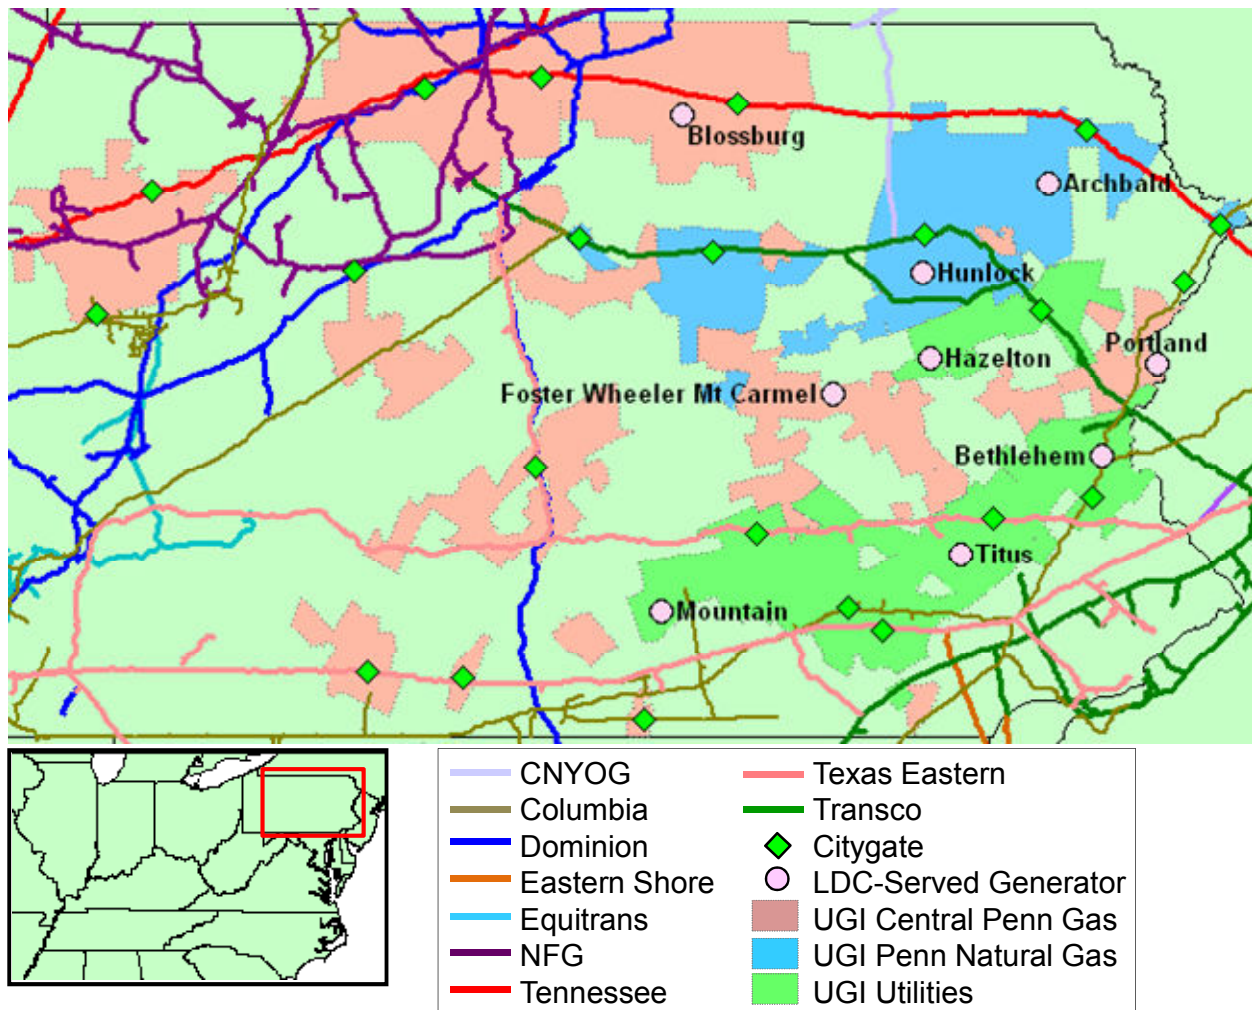 Blossburg
Archbald
Hunlock
Portland
Hazelton
Foster Wheeler Mt Carmel
Bethlehem
Titus
Mountain
CNYOG
Columbia
Dominion
Eastern Shore
Equitrans
NFG
Tennessee
Texas Eastern
Transco
Citygate
LDC-Served Generator
UGI Central Penn Gas
UGI Penn Natural Gas
UGI Utilities